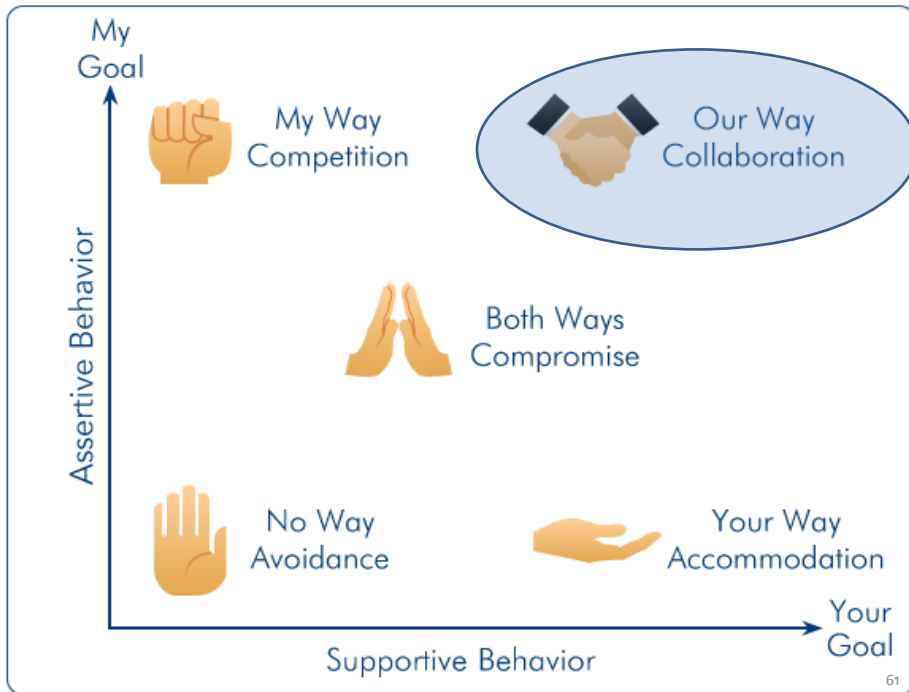 My
Goal
My Way
Competition
Our Way
Collaboration
Assertive Behavior
Both Ways
Compromise
No Way
Avoidance
Your Way
Accommodation
Your
Goal
Supportive Behavior
61